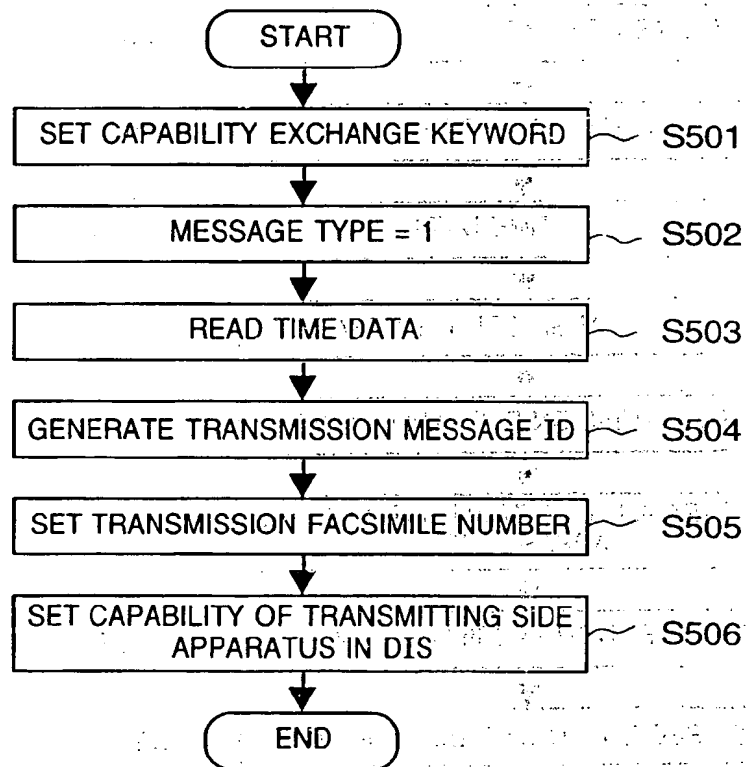 START
SET CAPABILITY EXCHANGE KEYWORD S501
MESSAGE TYPE = 1 S502
READ TIME DATA S503
GENERATE TRANSMISSION MESSAGE ID S504
SET TRANSMISSION FACSIMILE NUMBER S505
SET CAPABILITY OF TRANSMITTING SIDE
APPARATUS IN DIS S506
END